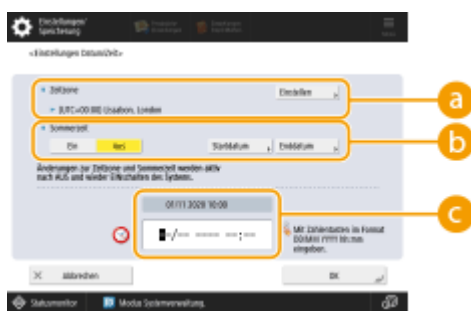 Einstellungen/
Speicherung
<Einstellungen Datum/Zeit>
Zeitzone
Einstellen
(UTC+00:00) Lissabon, London
a
Sommerzeit
Ein Aus Startdatum Enddatum
b
Änderungen zur Zeitzone und Sommerzeit werden aktiv
nach AUS und wieder EINschalten des Systems.
01/11 2020 10:00
c
--/-- ---- --:--
Mit Zahlentasten im Format
DD/MM YYYY hh:mm
eingeben.
Abbrechen OK
Statusmonitor Modus Systemverwaltung.